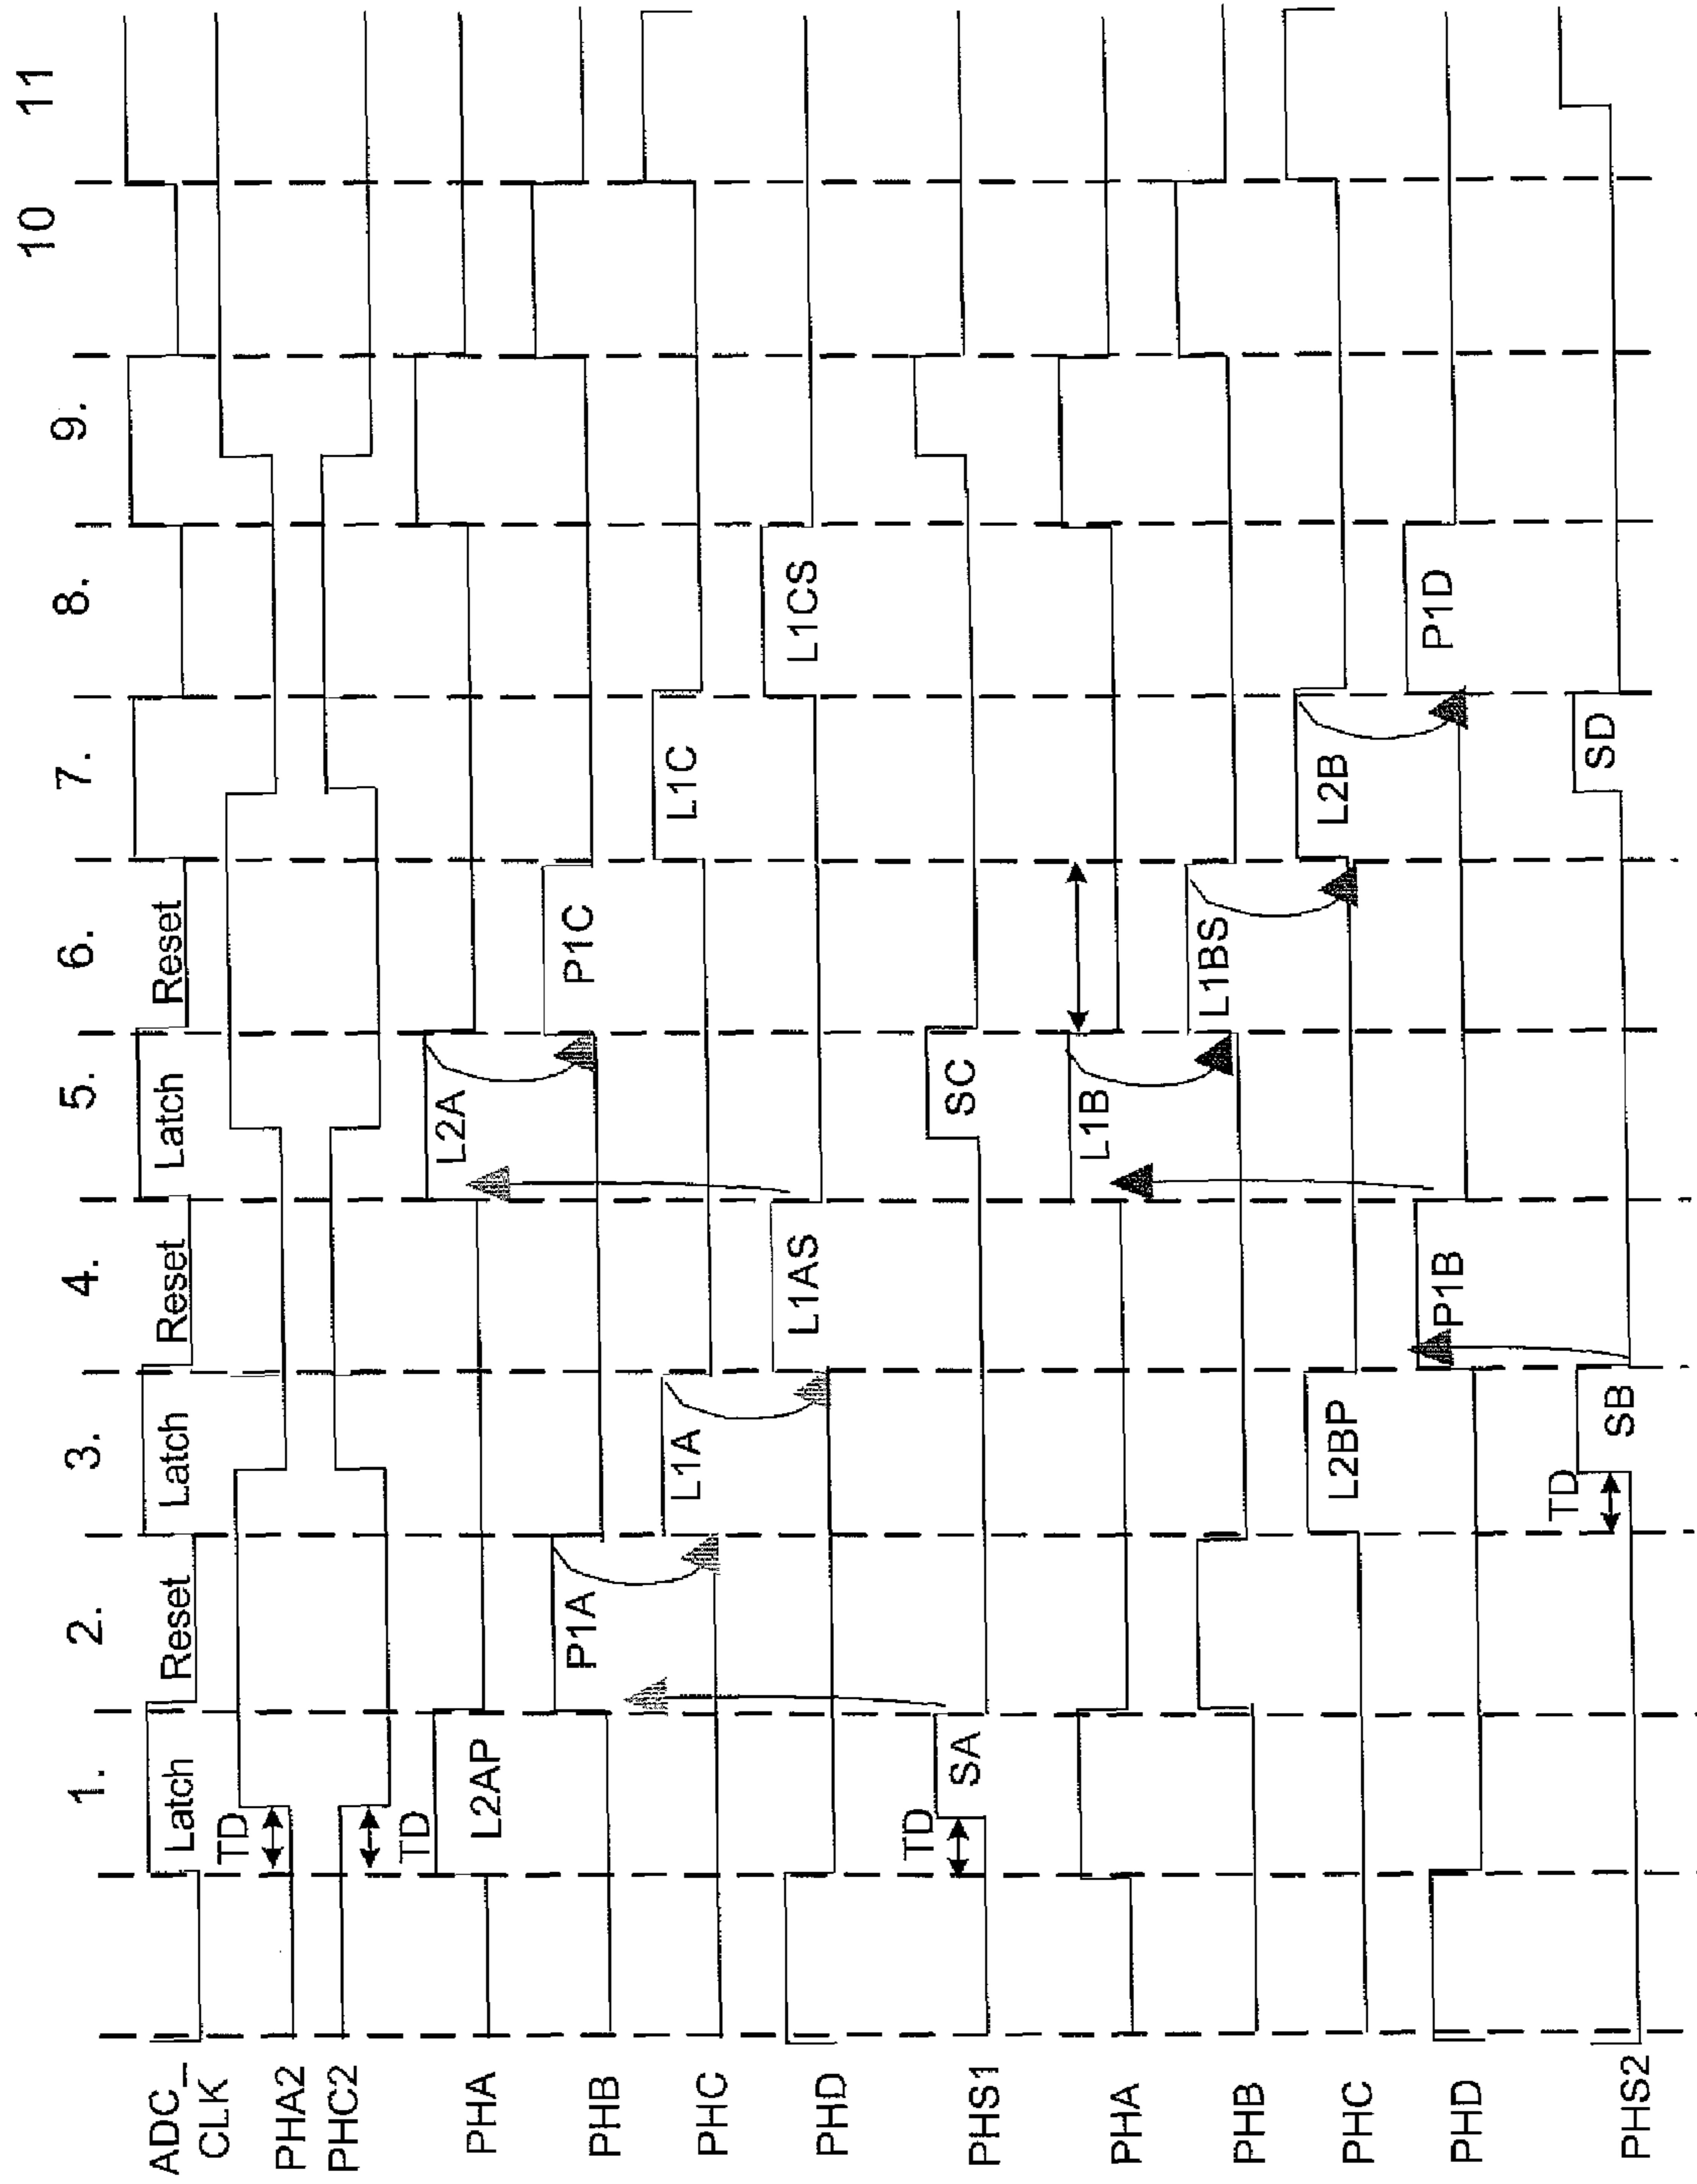 1. 2. 3. 4. 5. 6. 7. 8. 9. 10 11
ADC_
CLK
Latch Reset Latch Reset Latch Reset
PHA2
TD
PHC2
TD
PHA
L2AP L2A
PHB
P1A P1C
PHC
L1A L1C
PHD
L1AS L1CS
PHS1
TD SA SC
PHA
L1B
PHB
L1BS
PHC
L2BP L2B
PHD
P1B P1D
PHS2
TD SB SD